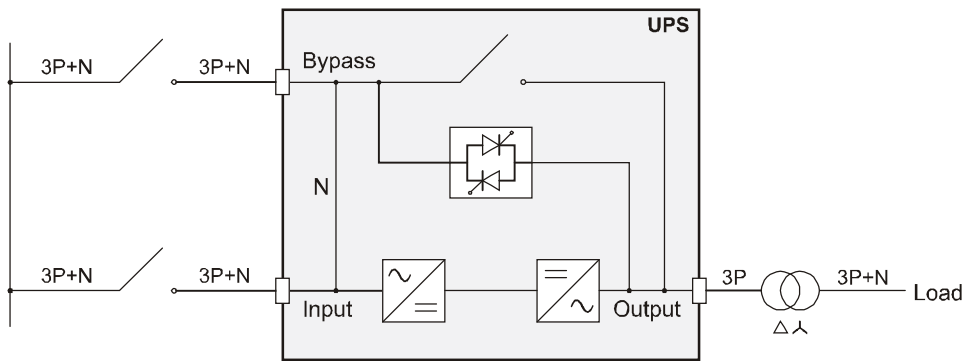 UPS
3P+N
3P+N
Bypass
N
3P+N
3P+N
Input
Output
3P
3P+N
Load